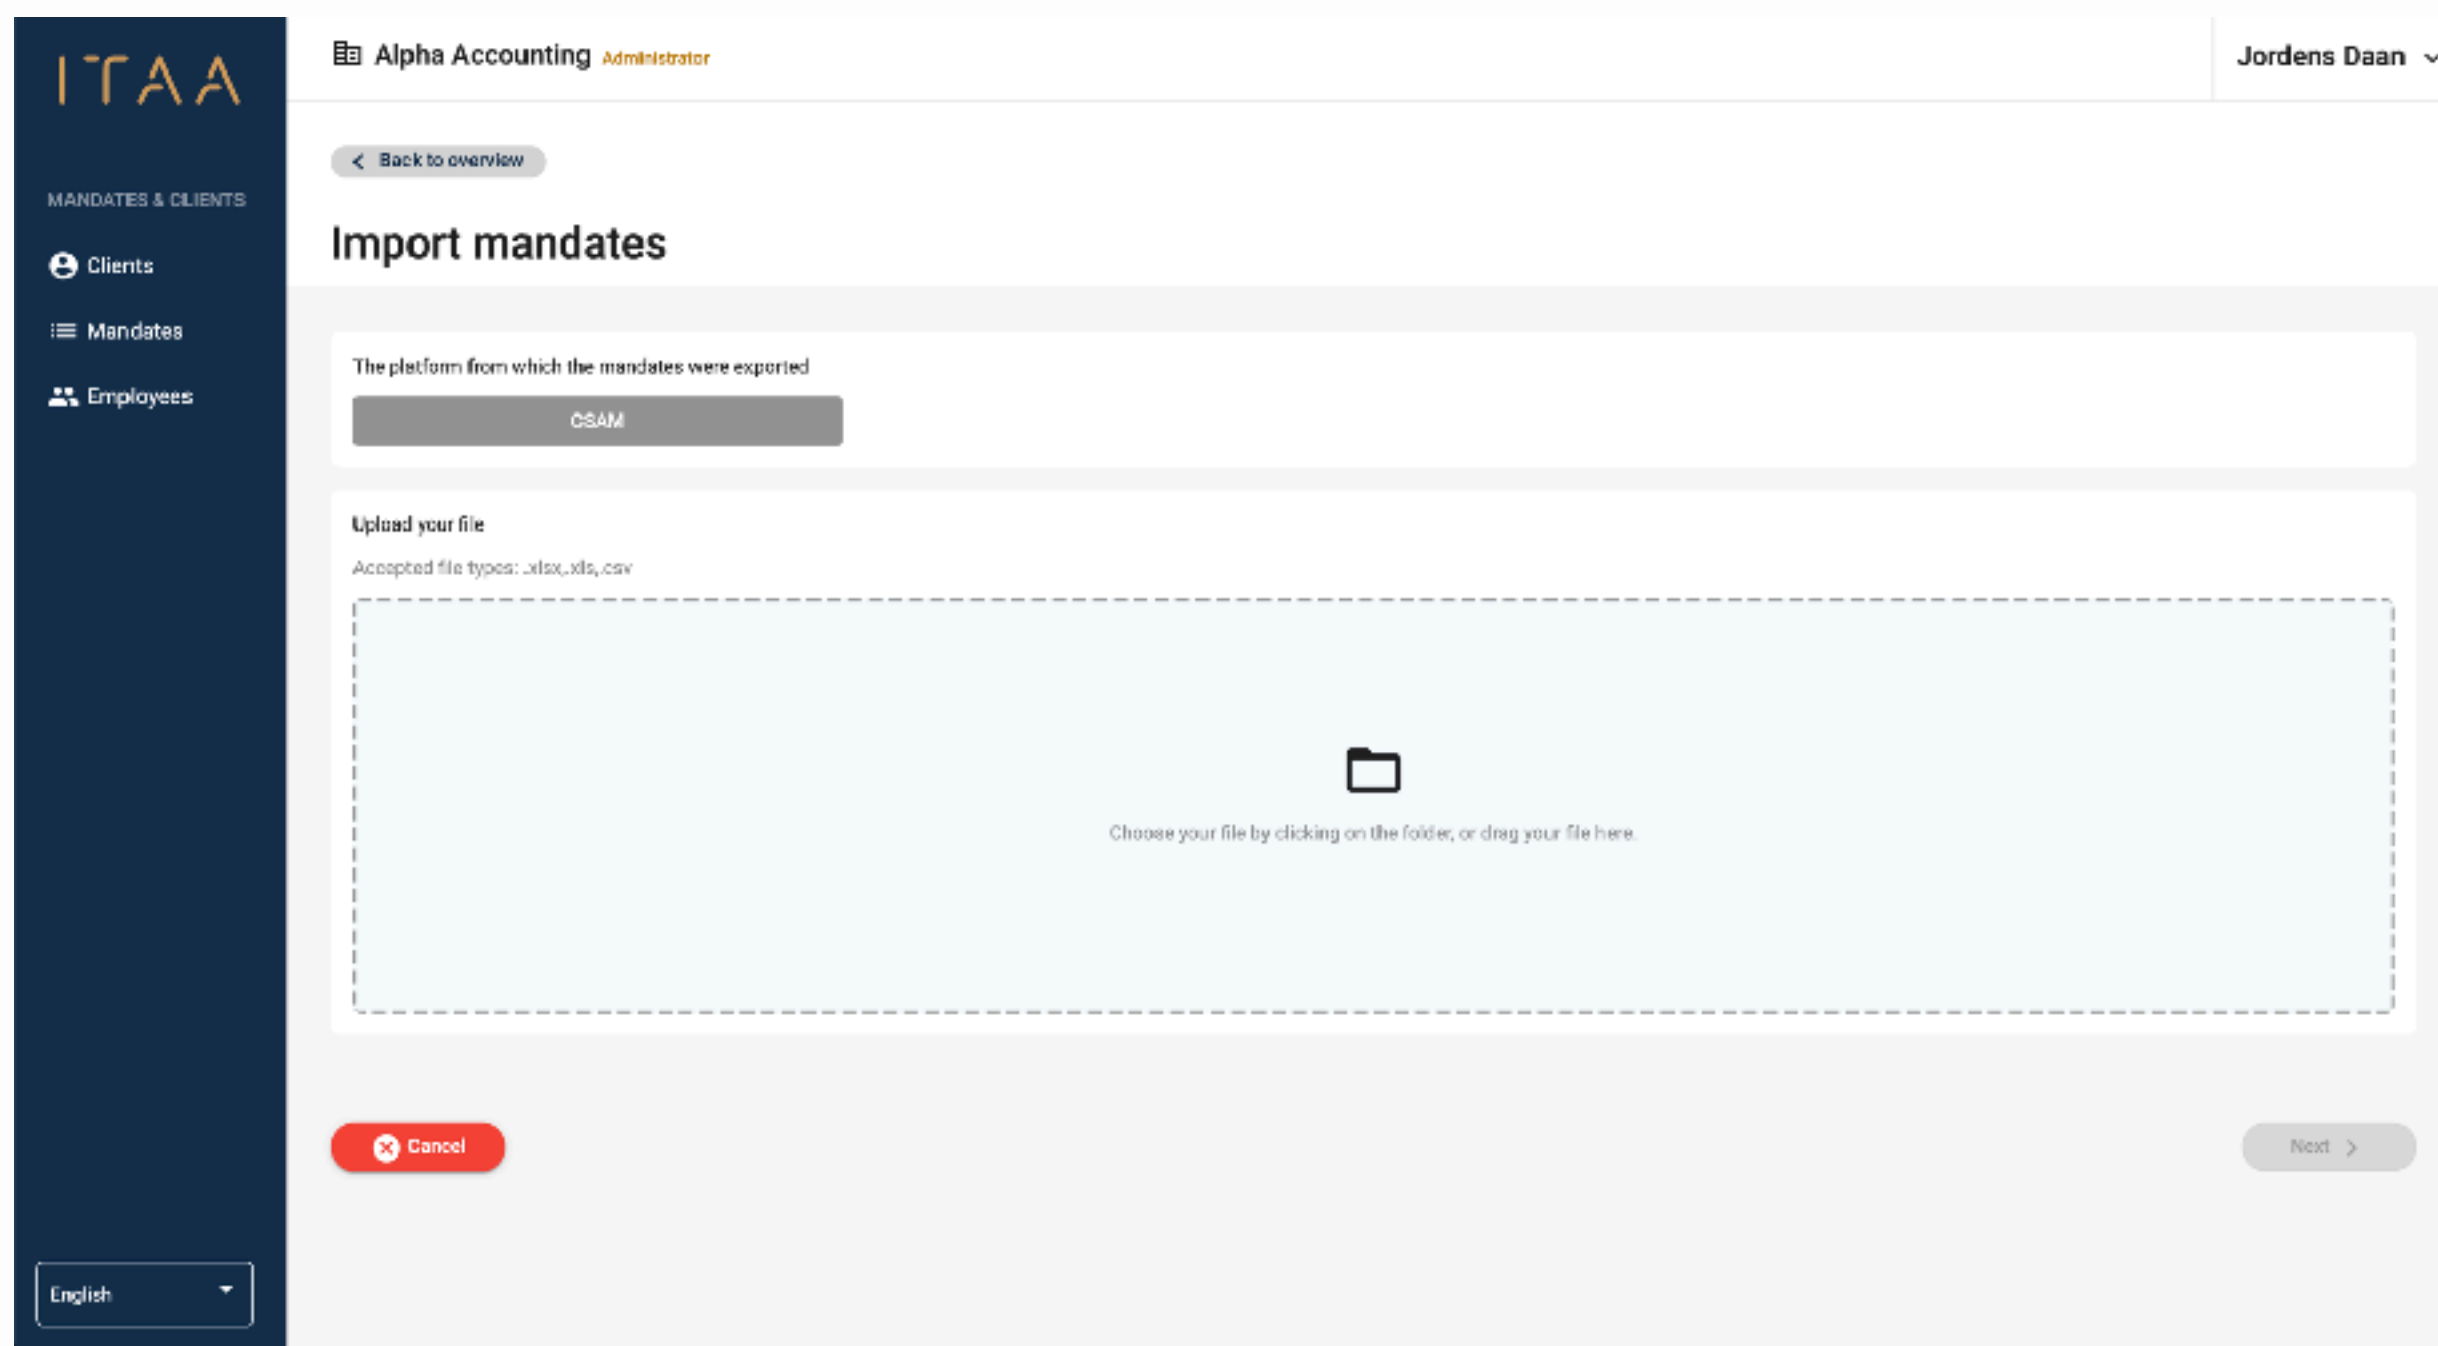 ITAA
Alpha Accounting Administrator
Jordens Daan
Back to overview
MANDATES & CLIENTS
Import mandates
Clients
Mandates
Employees
The platform from which the mandates were exported
CSAM
Upload your file
Accepted file types: .xlsx,.xls,.csv
Choose your file by clicking on the folder, or drag your file here.
Cancel
Next
English